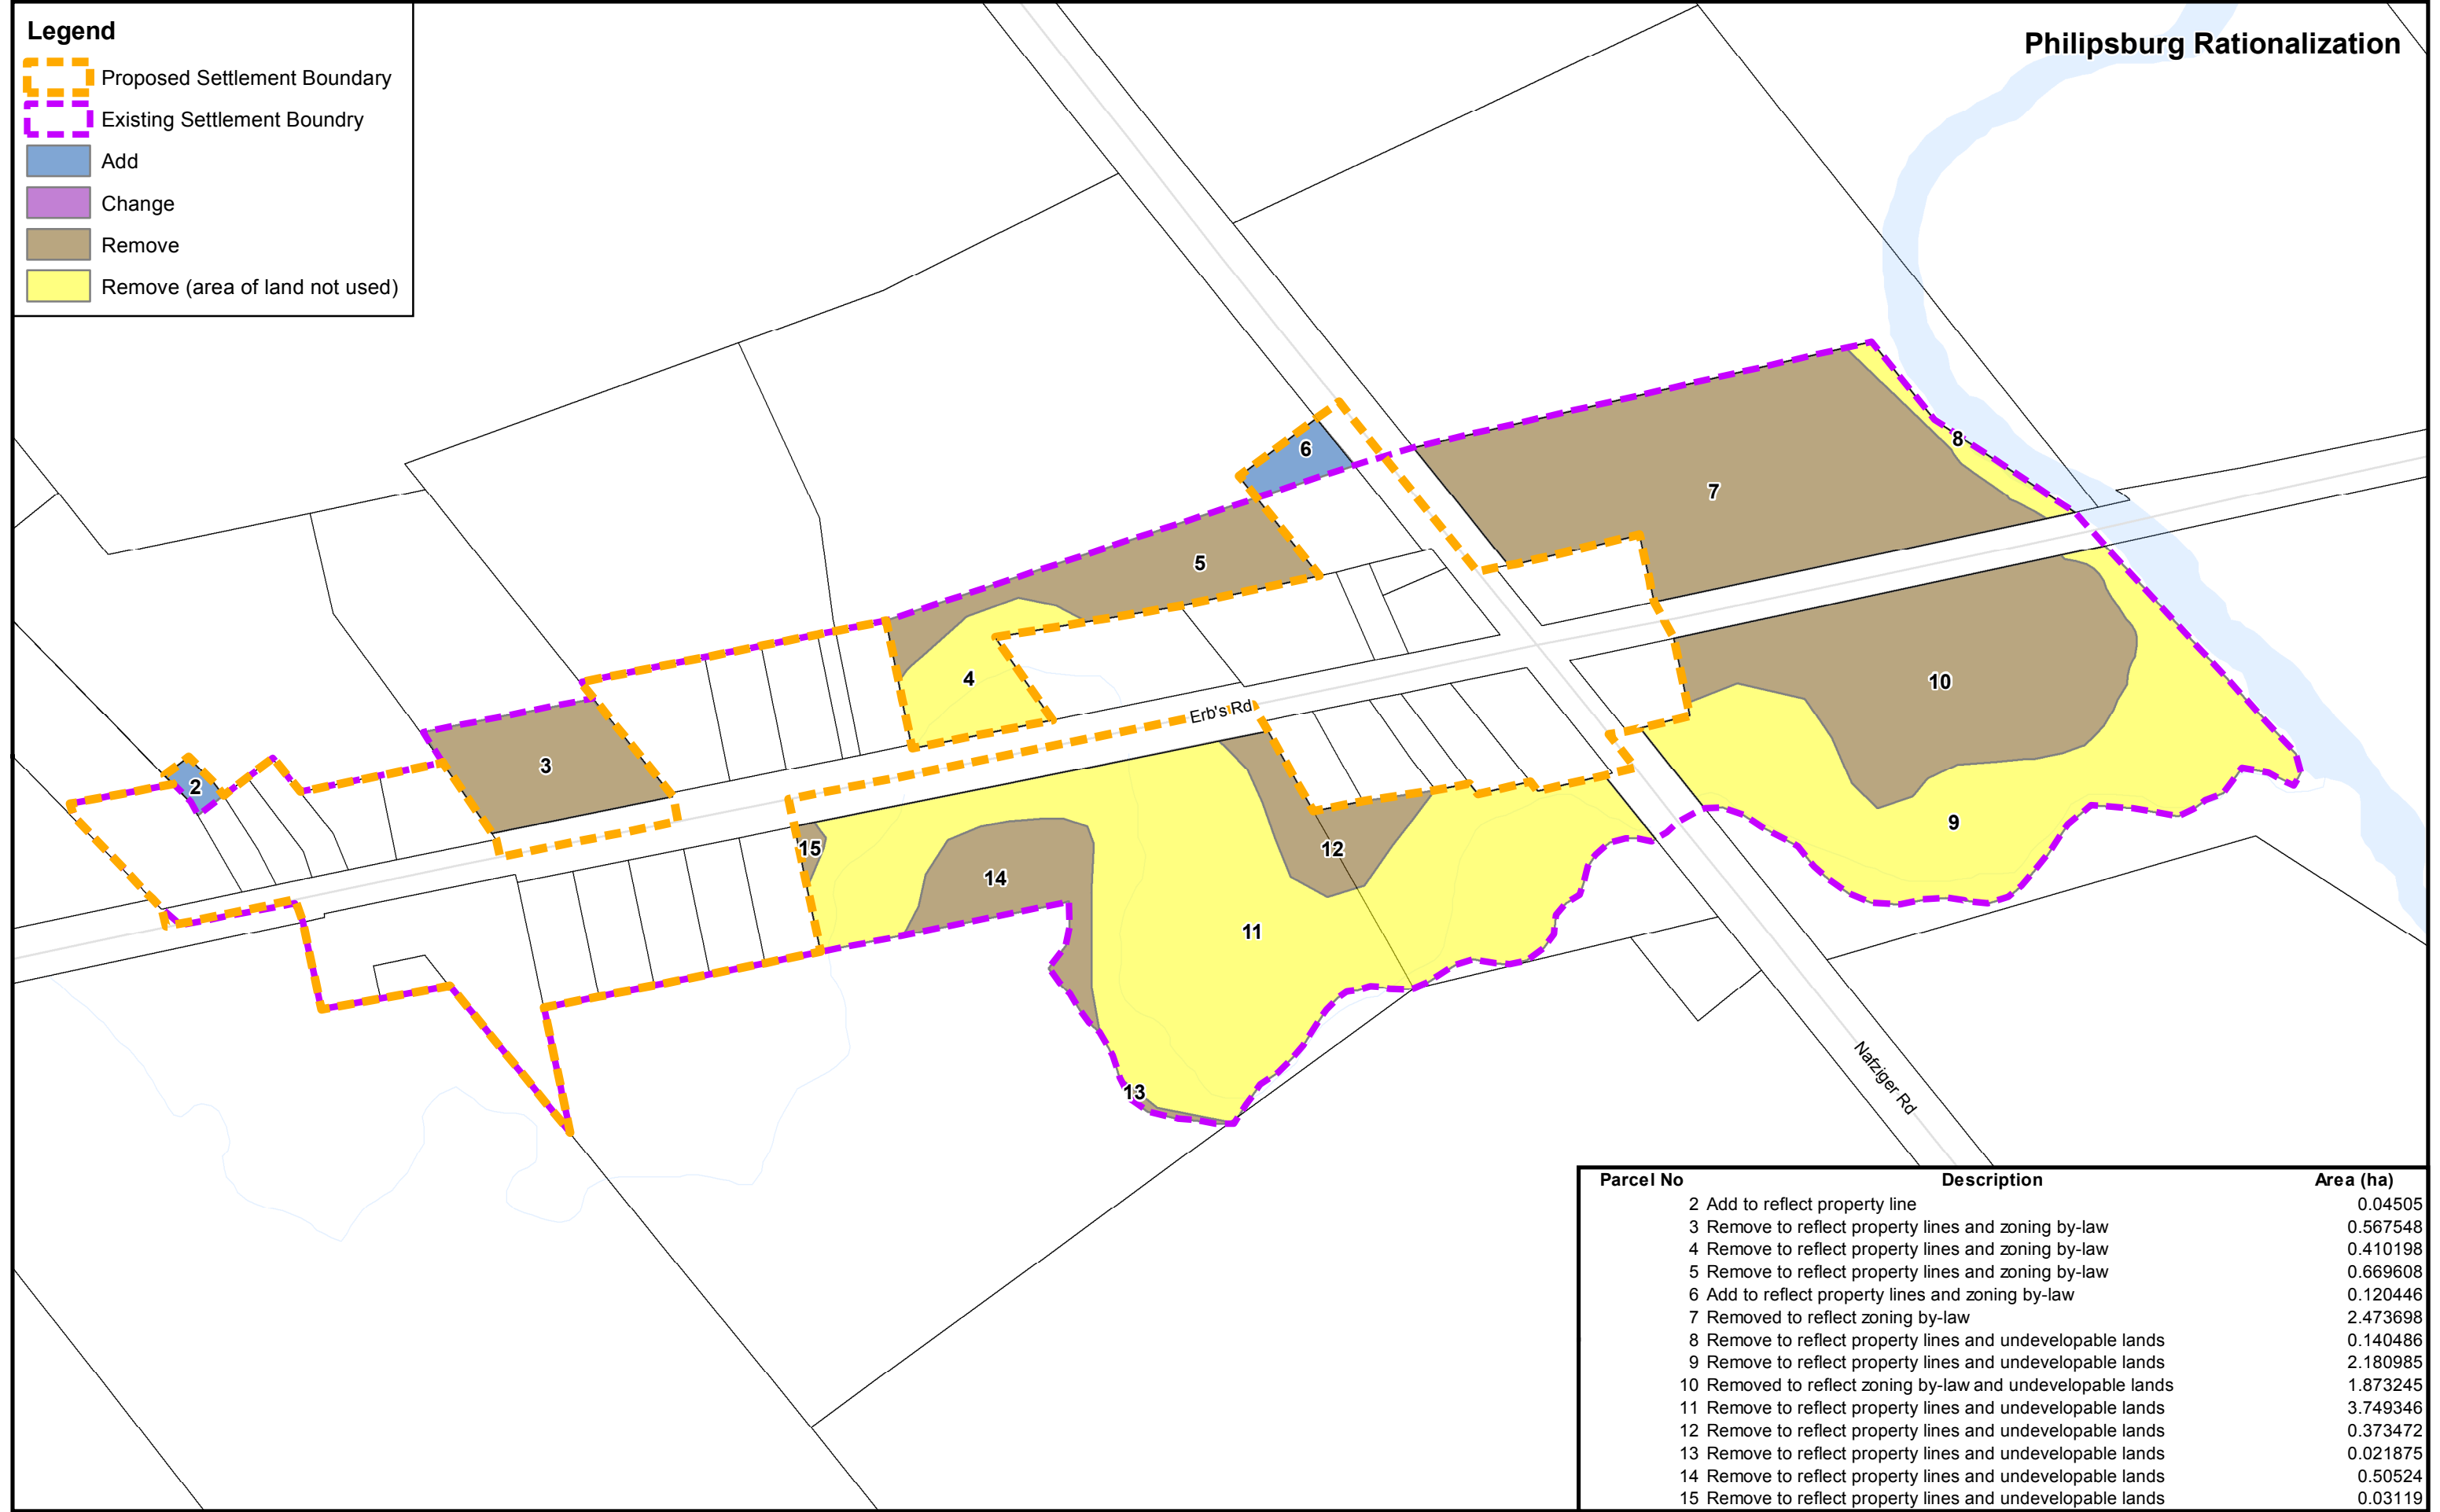 Legend
Proposed Settlement Boundary
Existing Settlement Boundry
Add
Change
Remove
Remove (area of land not used)
Philipsburg Rationalization
6
8
7
5
4
10
Erb's Rd
3
2
15
12
14
9
11
13
Nafziger Rd
Parcel No Description Area (ha)
2 Add to reflect property line 0.04505
3 Remove to reflect property lines and zoning by-law 0.567548
4 Remove to reflect property lines and zoning by-law 0.410198
5 Remove to reflect property lines and zoning by-law 0.669608
6 Add to reflect property lines and zoning by-law 0.120446
7 Removed to reflect zoning by-law 2.473698
8 Remove to reflect property lines and undevelopable lands 0.140486
9 Remove to reflect property lines and undevelopable lands 2.180985
10 Removed to reflect zoning by-law and undevelopable lands 1.873245
11 Remove to reflect property lines and undevelopable lands 3.749346
12 Remove to reflect property lines and undevelopable lands 0.373472
13 Remove to reflect property lines and undevelopable lands 0.021875
14 Remove to reflect property lines and undevelopable lands 0.50524
15 Remove to reflect property lines and undevelopable lands 0.03119